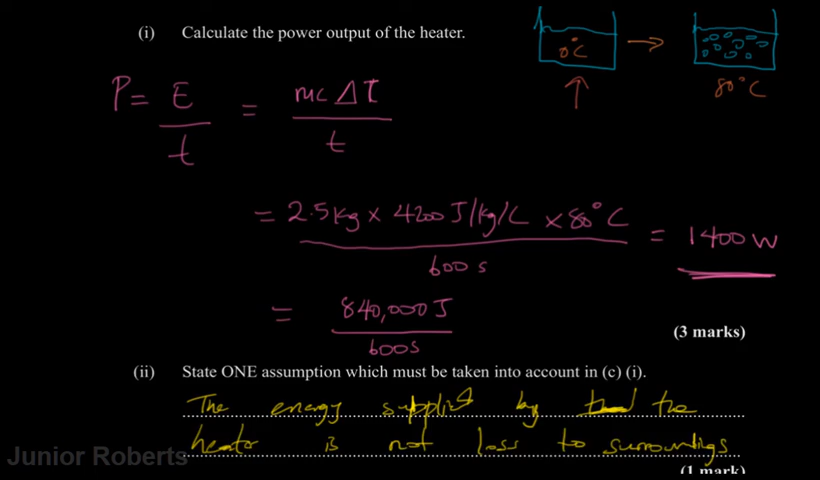 (i) Calculate the power output of the heater.
0°C
80°C
P = E / t = mcΔT / t
= 2.5kg × 4200 J/kg/C × 80°C / 600 s = 1400 W
= 840,000 J / 600s
(3 marks)
(ii) State ONE assumption which must be taken into account in (c) (i).
The energy supplied by the
heater is not loss to surroundings
Junior Roberts
(1 mark)